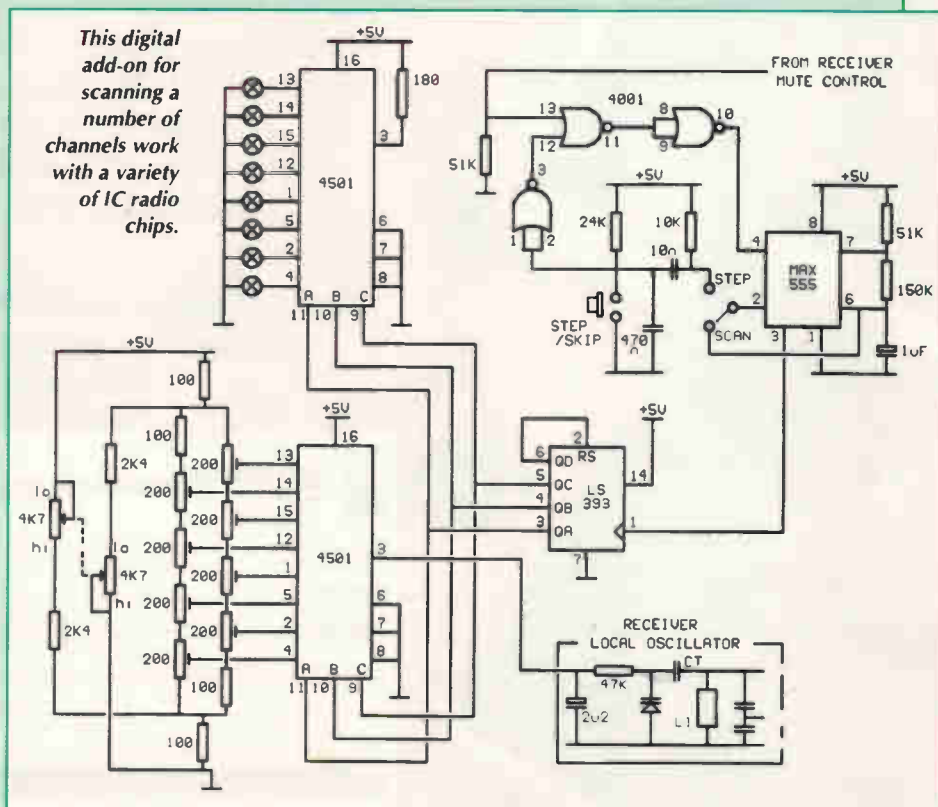 This digital
add-on for
scanning a
number of
channels work
with a variety
of IC radio
chips.
+5V
16
180
13
14
15
12
1
5
2
4
3
4501
6
7
8
A B C
11 10 9
FROM RECEIVER
MUTE CONTROL
4001
13
12
11
8
9
10
51K
3
1 2
+5V
24K
10K
10n
STEP
/SKIP
470
n
STEP
SCAN
+5V
8
4
7
2
6
3
1
MAX
555
51K
150K
1uF
+5V
100
100
2K4
200
200
200
200
200
200
200
200
100
100
lo
4K7
hi
lo
4K7
hi
2K4
+5V
16
13
14
15
12
1
5
2
4
3
4501
6
7
8
A B C
11 10 9
+5V
2
RS
6 QD
5 QC
4 QB
3 QA
LS
393
14
1
7
RECEIVER
LOCAL OSCILLATOR
47K
CT
2u2
L1